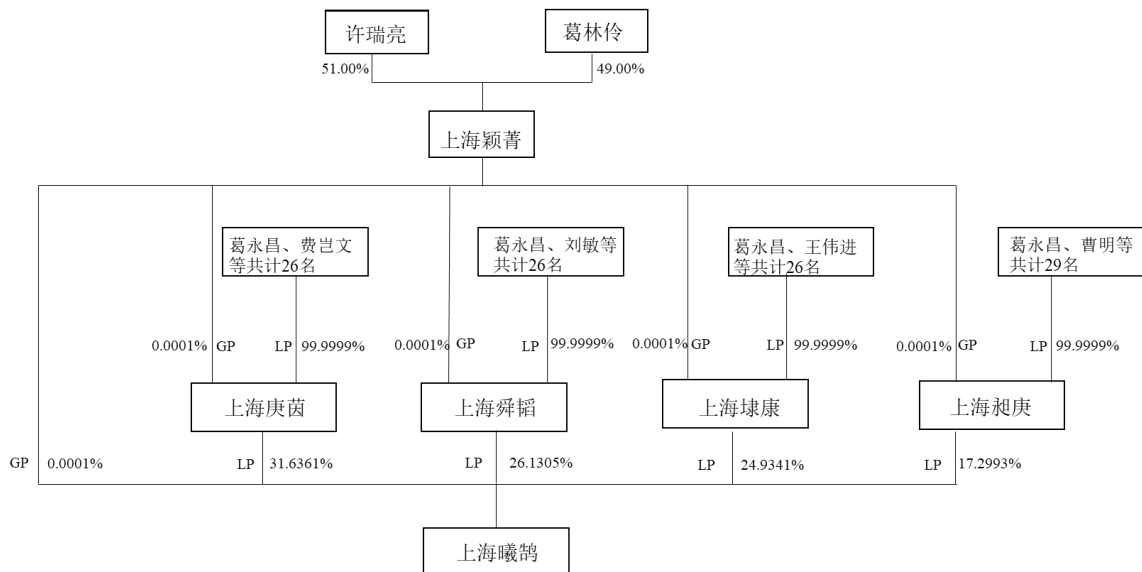 许瑞亮
葛林伶
51.00%
49.00%
上海颖菁
葛永昌、费岂文
等共计26名
葛永昌、刘敏等
共计26名
葛永昌、王伟进
等共计26名
葛永昌、曹明等
共计29名
0.0001% GP
LP 99.9999%
0.0001% GP
LP 99.9999%
0.0001% GP
LP 99.9999%
0.0001% GP
LP 99.9999%
上海庚茵
上海舜韬
上海埭康
上海昶庚
GP 0.0001%
LP 31.6361%
LP 26.1305%
LP 24.9341%
LP 17.2993%
上海曦鹄